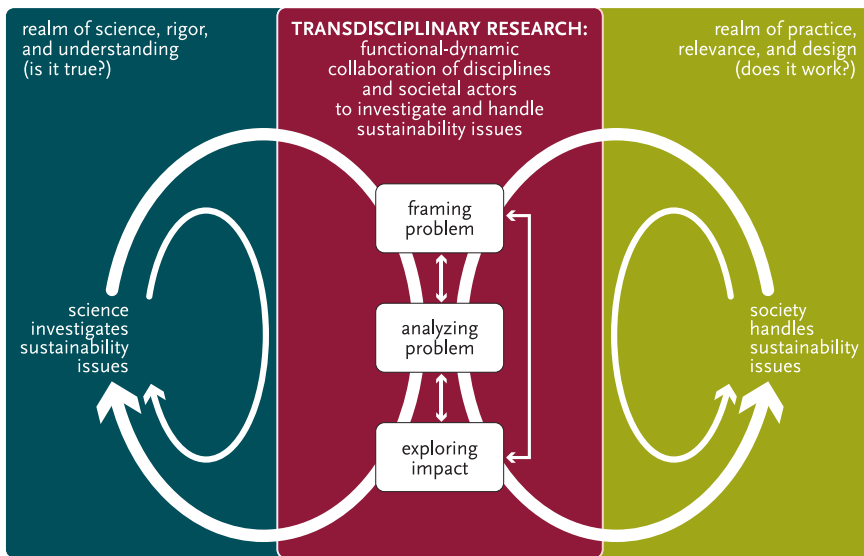 realm of science, rigor,
and understanding
(is it true?)
TRANSDISCIPLINARY RESEARCH:
functional-dynamic
collaboration of disciplines
and societal actors
to investigate and handle
sustainability issues
realm of practice,
relevance, and design
(does it work?)
framing
problem
science
investigates
sustainability
issues
analyzing
problem
society
handles
sustainability
issues
exploring
impact